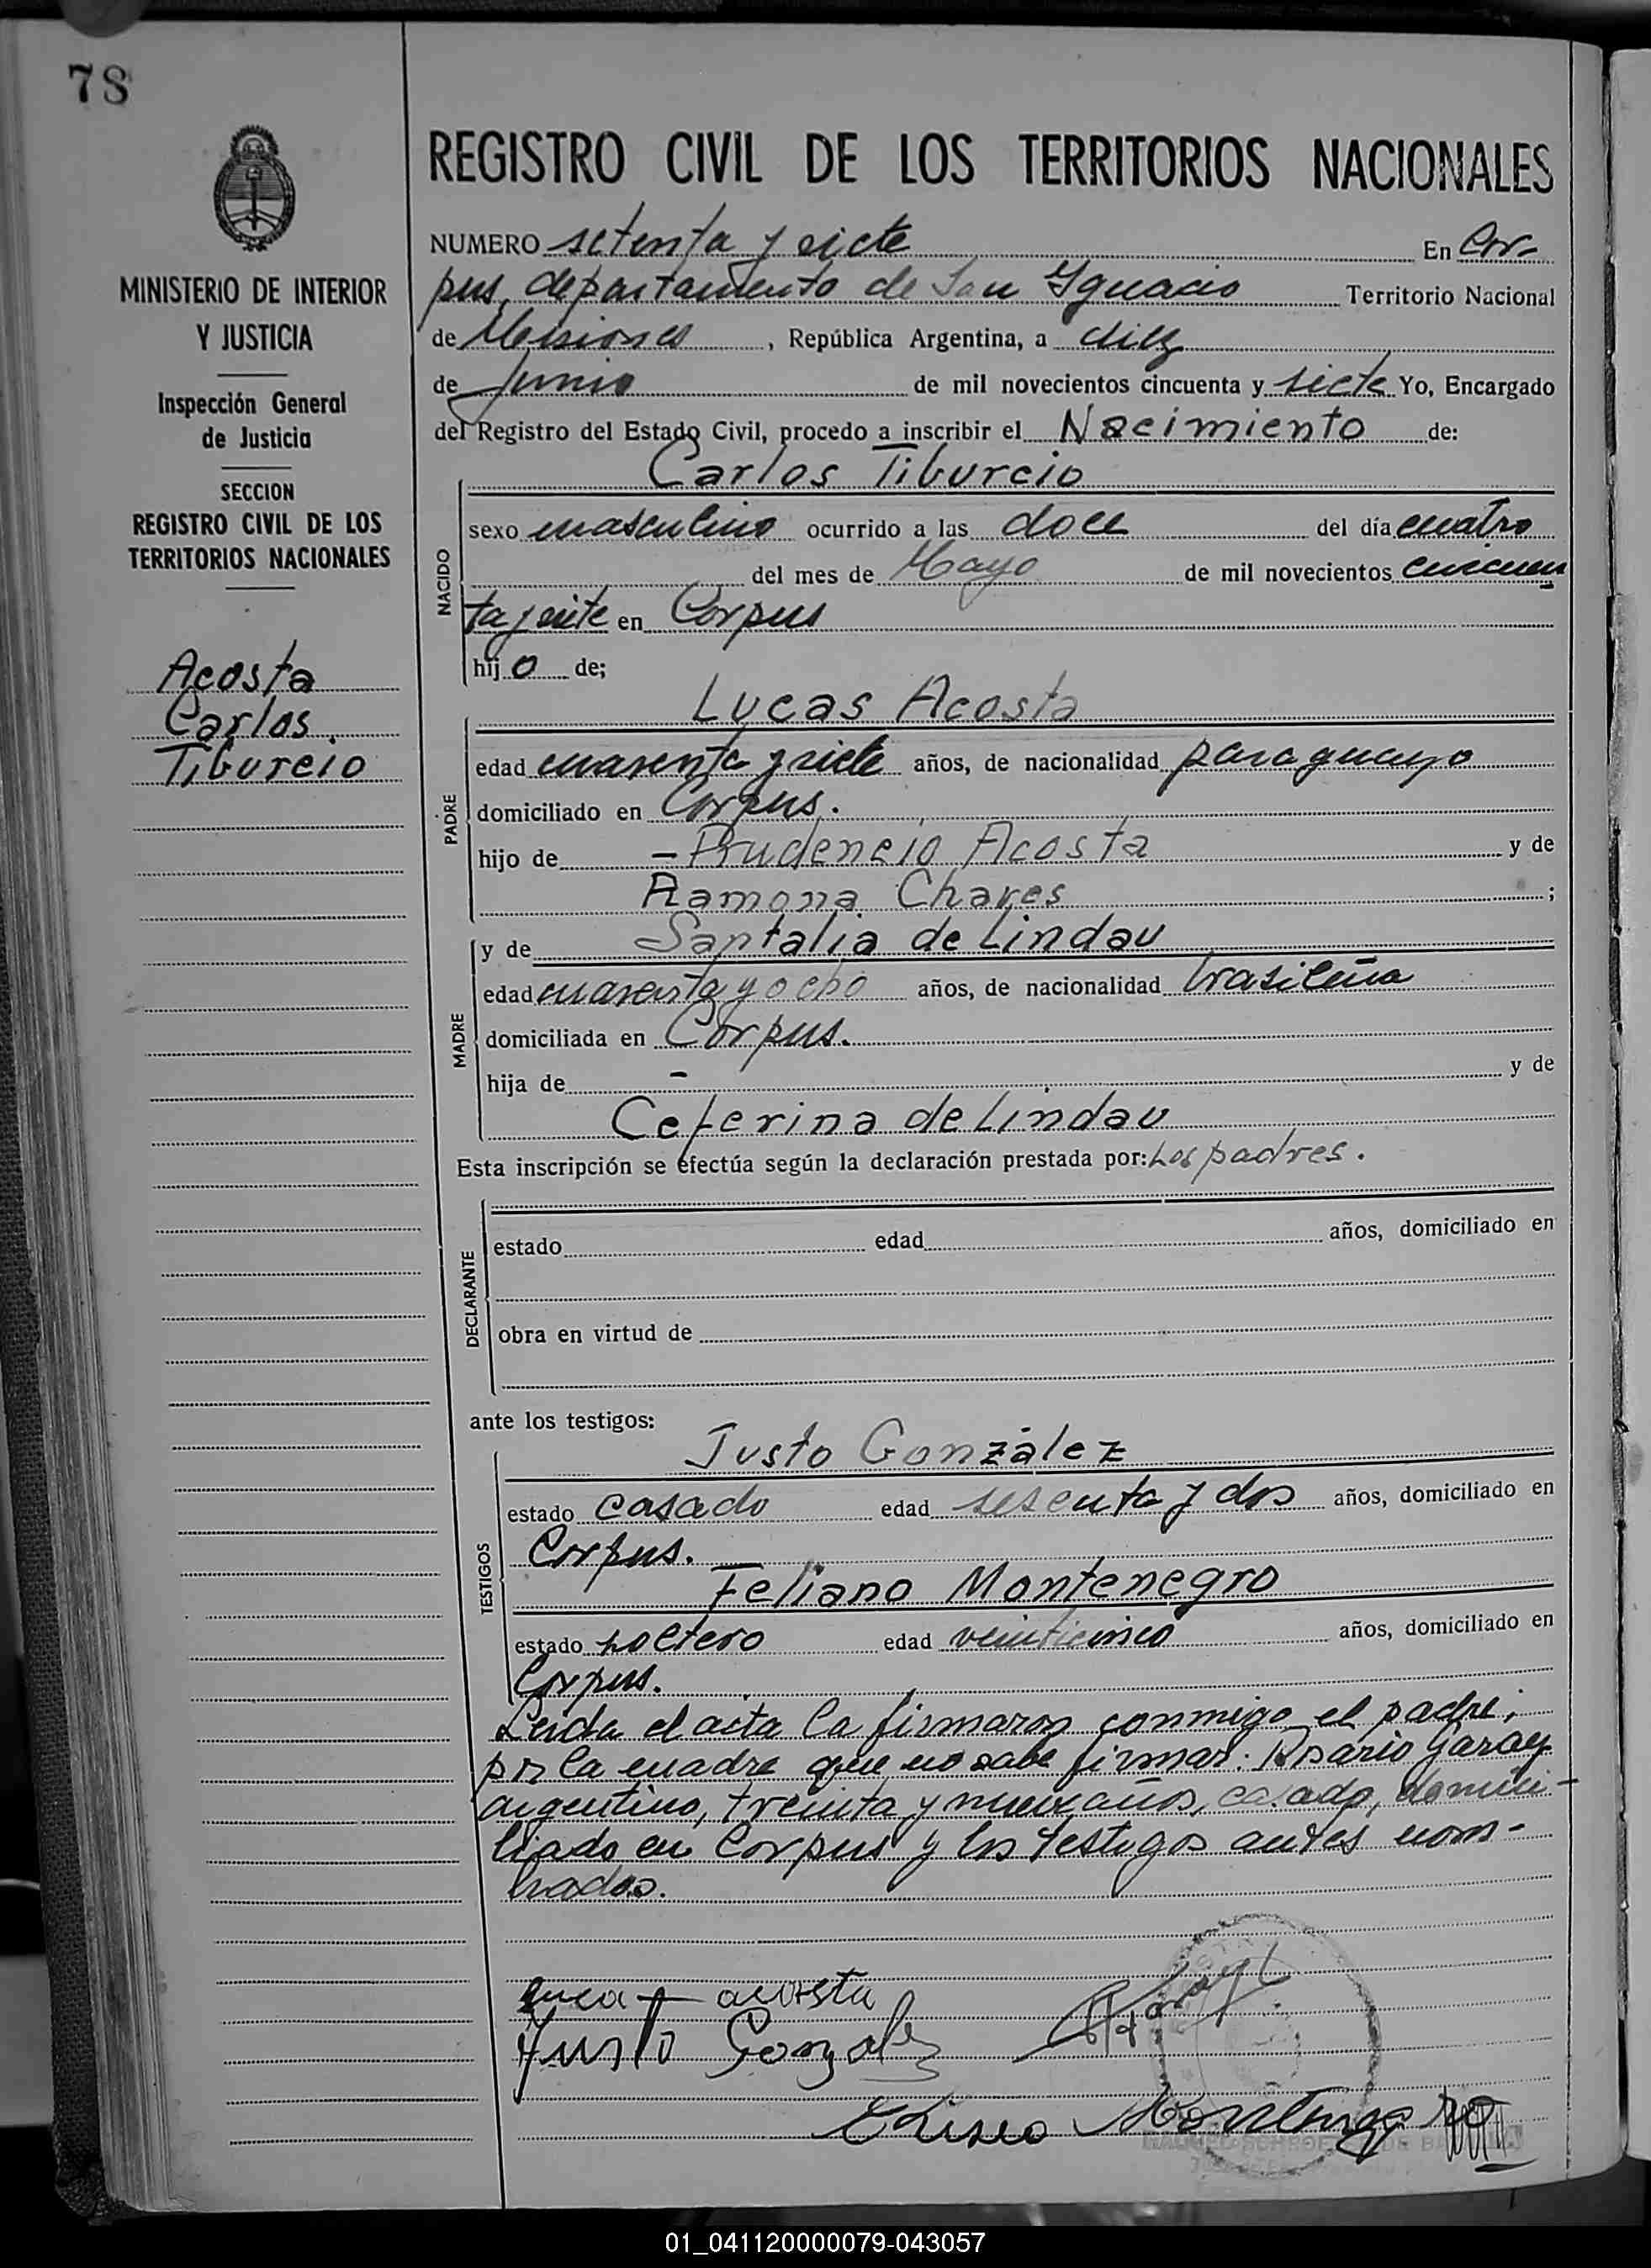 78
MINISTERIO DE INTERIOR
Y JUSTICIA
Inspección General
de Justicia
SECCION
REGISTRO CIVIL DE LOS
TERRITORIOS NACIONALES
Acosta
Carlos
Tiburcio
REGISTRO CIVIL DE LOS TERRITORIOS NACIONALES
NUMERO setenta y siete En Cor-
pus, departamento de San Ygnacio Territorio Nacional
de Misiones, República Argentina, a diez
de Junio de mil novecientos cincuenta y siete Yo, Encargado
del Registro del Estado Civil, procedo a inscribir el Nacimiento de:
Carlos Tiburcio
NACIDO
sexo masculino ocurrido a las doce del día cuatro
del mes de Mayo de mil novecientos cincuen
ta y siete en Corpus
hijo de;
Lucas Acosta
PADRE
edad cuarenta y siete años, de nacionalidad paraguayo
domiciliado en Corpus.
hijo de - Prudencio Acosta y de
Ramona Chaves ;
y de Santalia de Lindau
MADRE
edad cuarenta y ocho años, de nacionalidad brasileña
domiciliada en Corpus.
hija de - y de
Ceferina de Lindau
Esta inscripción se efectúa según la declaración prestada por: Los padres.
DECLARANTE
estado edad años, domiciliado en
obra en virtud de
ante los testigos:
Justo González
TESTIGOS
estado casado edad sesenta y dos años, domiciliado en
Corpus.
Feliano Montenegro
estado soltero edad veinticinco años, domiciliado en
Corpus.
Leida el acta la firmaron conmigo el padre;
por la madre que no sabe firmar: Rosario Garay
argentino, treinta y nueve años, casado, domici-
liado en Corpus y los testigos antes nom-
brados.
Lucas acosta
Justo Gonzalez
Eliseo Montenegro
01_041120000079-043057